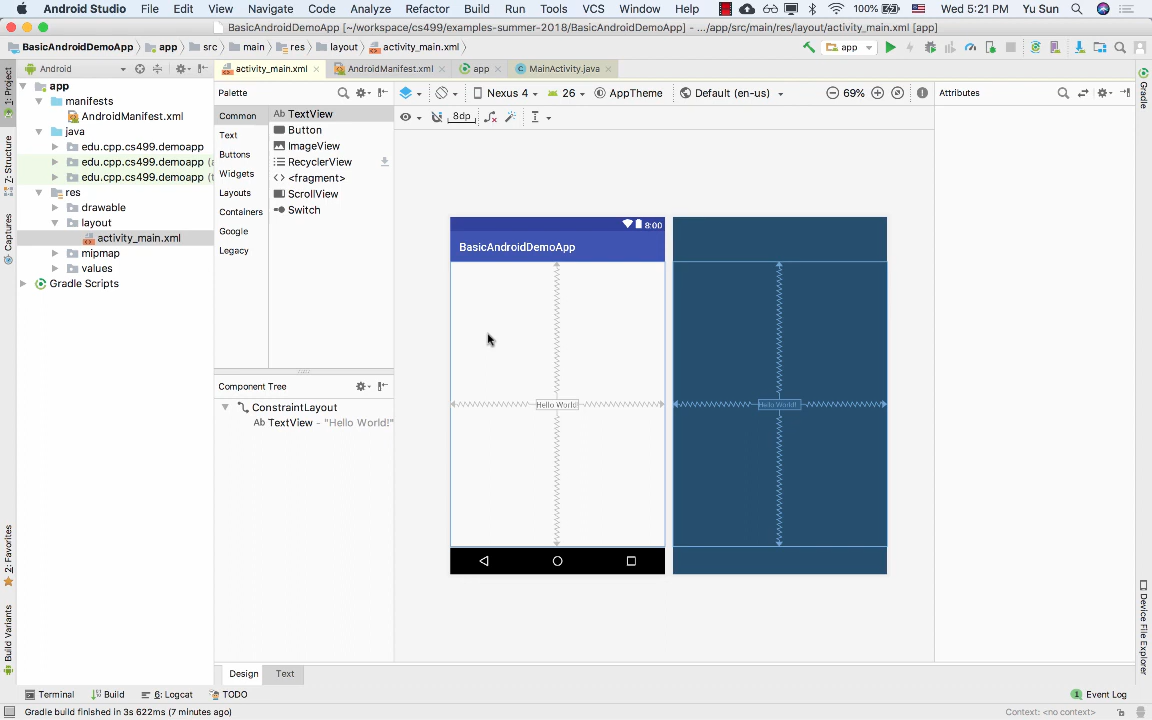 Android Studio File Edit View Navigate Code Analyze Refactor Build Run Tools VCS Window Help 100% Wed 5:21 PM Yu Sun
BasicAndroidDemoApp [~/workspace/cs499/examples-summer-2018/BasicAndroidDemoApp] - .../app/src/main/res/layout/activity_main.xml [app]
BasicAndroidDemoApp app src main res layout activity_main.xml app
Android activity_main.xml AndroidManifest.xml app MainActivity.java
1: Project
Z: Structure
Captures
2: Favorites
Build Variants
app
manifests
AndroidManifest.xml
java
edu.cpp.cs499.demoapp
edu.cpp.cs499.demoapp (
edu.cpp.cs499.demoapp (
res
drawable
layout
activity_main.xml
mipmap
values
Gradle Scripts
Palette
Common
Text
Buttons
Widgets
Layouts
Containers
Google
Legacy
Ab TextView
Button
ImageView
RecyclerView
<fragment>
ScrollView
Switch
Component Tree
ConstraintLayout
Ab TextView - "Hello World!"
Nexus 4 26 AppTheme Default (en-us) 69%
8dp
8:00
BasicAndroidDemoApp
Hello World
Hello World!
Attributes
Gradle
Device File Explorer
Design Text
Terminal Build 6: Logcat TODO 1 Event Log
Gradle build finished in 3s 622ms (7 minutes ago) Context: <no context>